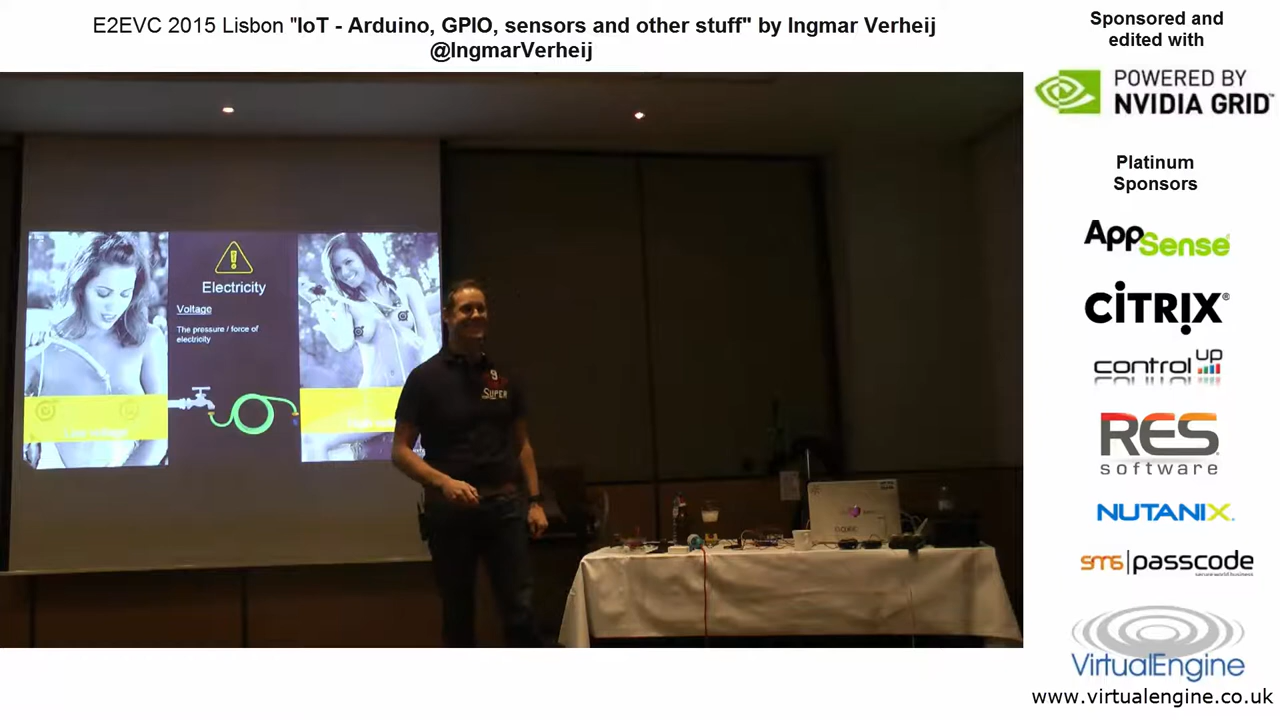 E2EVC 2015 Lisbon "IoT - Arduino, GPIO, sensors and other stuff" by Ingmar Verheij
@IngmarVerheij
Sponsored and
edited with
POWERED BY
NVIDIA GRID
Platinum
Sponsors
AppSense
CITRIX
control up
RES
software
NUTANIX
sms|passcode
VirtualEngine
www.virtualengine.co.uk
Electricity
Voltage
The pressure / force of
electricity
9
SUPER